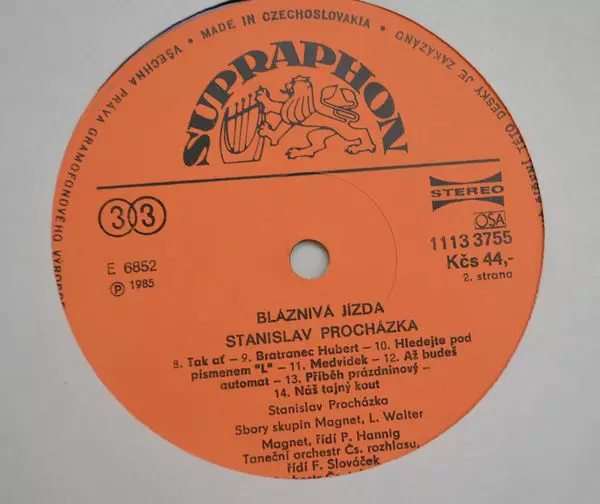 VŠECHNA PRÁVA GRAMOFONOVÉHO • MADE IN CZECHOSLOVAKIA • ŠÍŘENÍ TÉTO DESKY JE ZAKÁZÁNO
SUPRAPHON
33
STEREO
OSA
E 6852
1113 3755
℗ 1985
Kčs 44,-
2. strana
BLÁZNIVÁ JÍZDA
STANISLAV PROCHÁZKA
8. Tak ať – 9. Bratranec Hubert – 10. Hledejte pod
písmenem "L" – 11. Medvídek – 12. Až budeš
automat – 13. Příběh prázdninový –
14. Náš tajný kout
Stanislav Procházka
Sbory skupin Magnet, L. Walter
Magnet, řídí P. Hannig
Taneční orchestr Čs. rozhlasu,
řídí F. Slováček